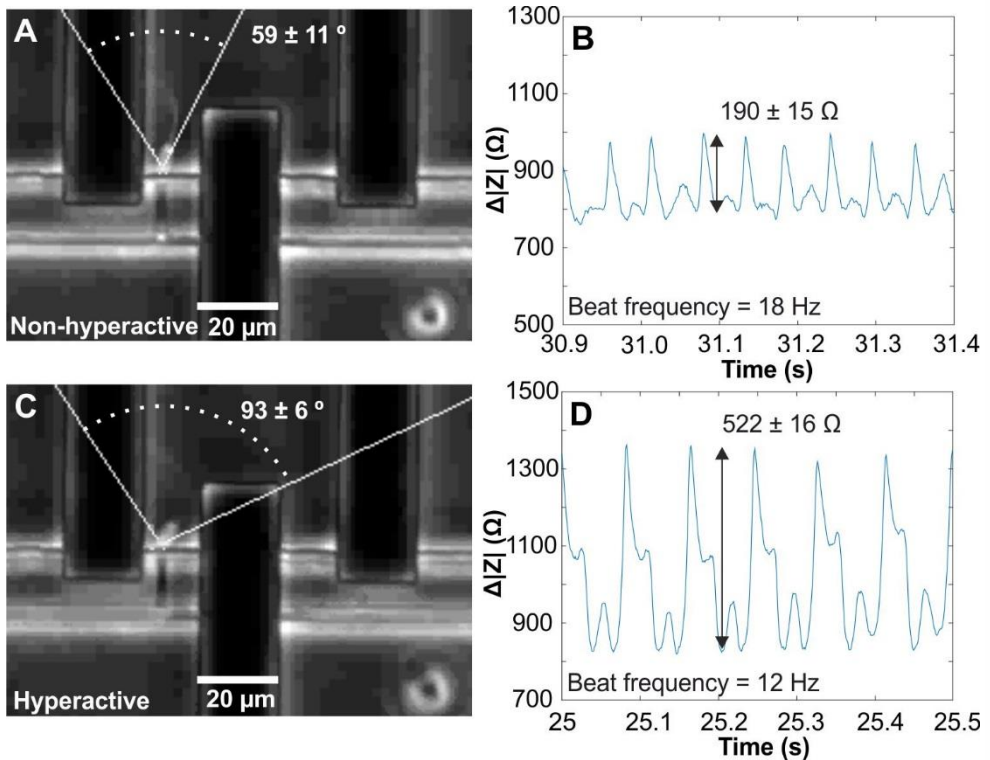 A
59 ± 11 º
Non-hyperactive
20 µm
B
Δ|Z| (Ω)
1300
1100
900
700
500
190 ± 15 Ω
Beat frequency = 18 Hz
30.9 31.0 31.1 31.2 31.3 31.4
Time (s)
C
93 ± 6 º
Hyperactive
20 µm
D
Δ|Z| (Ω)
1500
1300
1100
900
700
522 ± 16 Ω
Beat frequency = 12 Hz
25 25.1 25.2 25.3 25.4 25.5
Time (s)